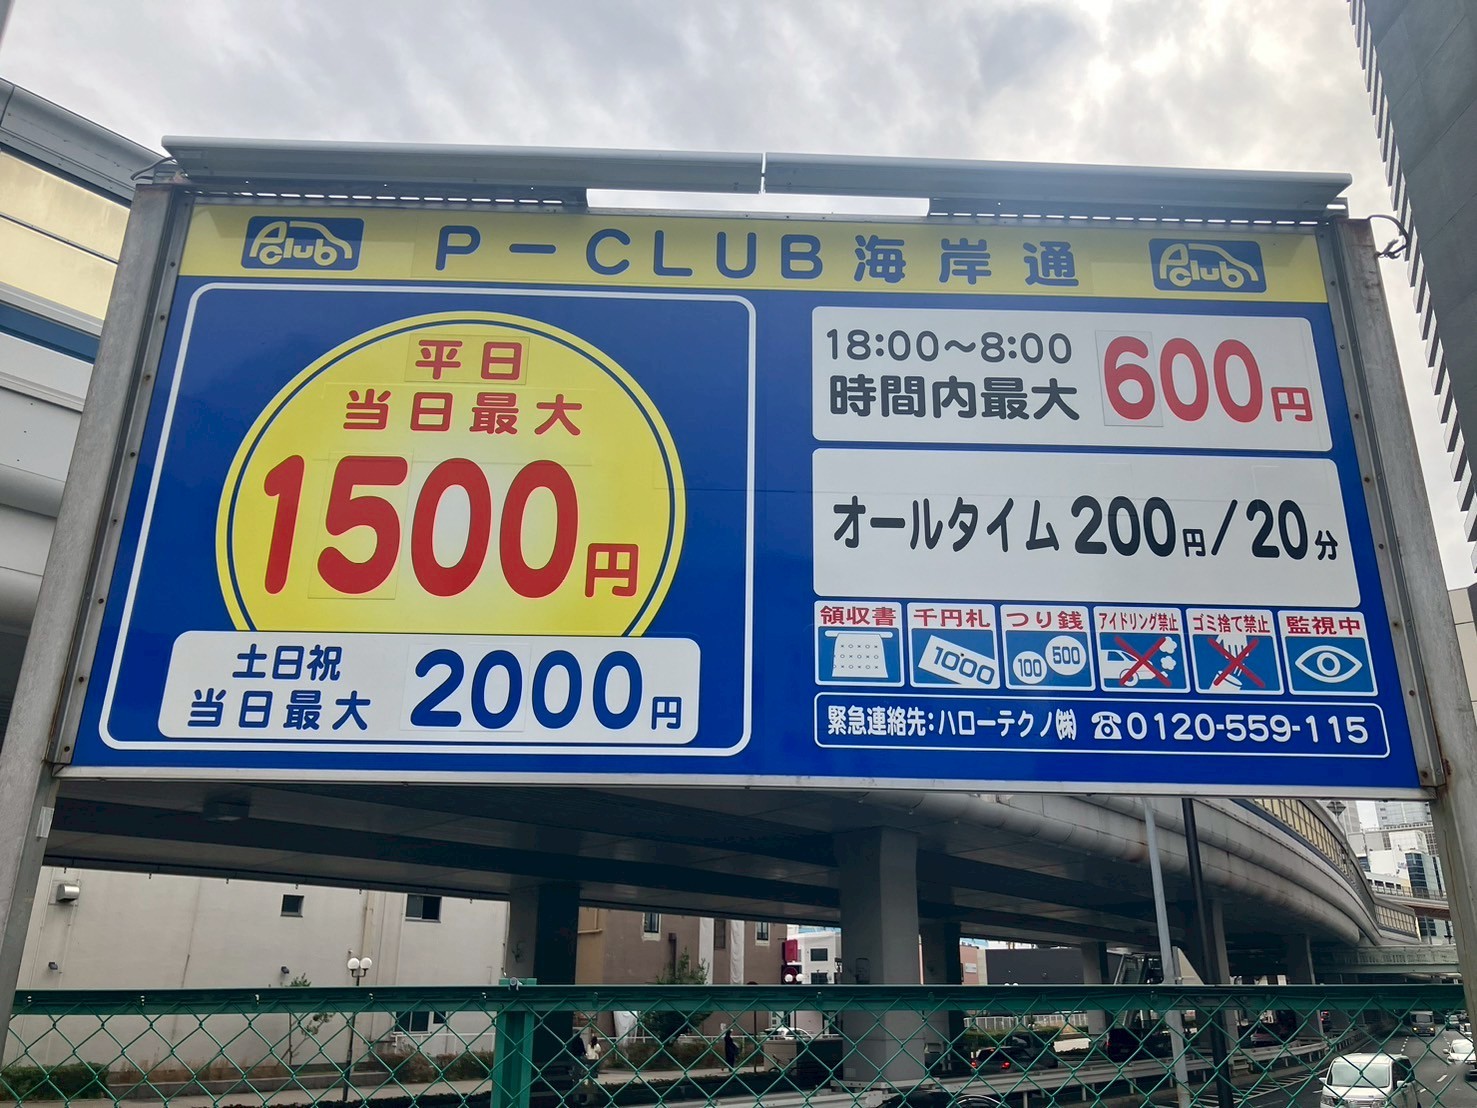 Pclub
P-CLUB海岸通
Pclub
平日
当日最大
1500円
土日祝
当日最大
2000円
18:00〜8:00
時間内最大
600円
オールタイム200円/20分
領収書
千円札
1000
つり銭
100
500
アイドリング禁止
ゴミ捨て禁止
監視中
緊急連絡先:ハローテクノ㈱ ☎0120-559-115